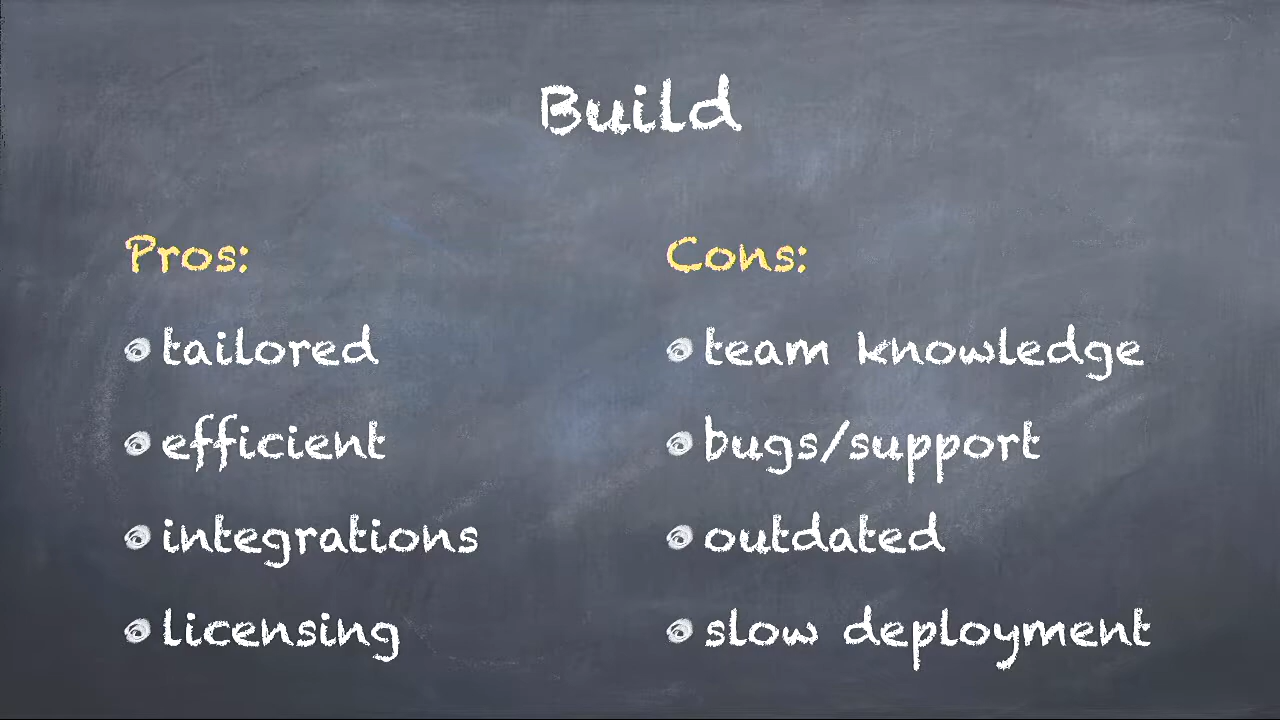 Build
Pros:
tailored
efficient
integrations
licensing
Cons:
team knowledge
bugs/support
outdated
slow deployment